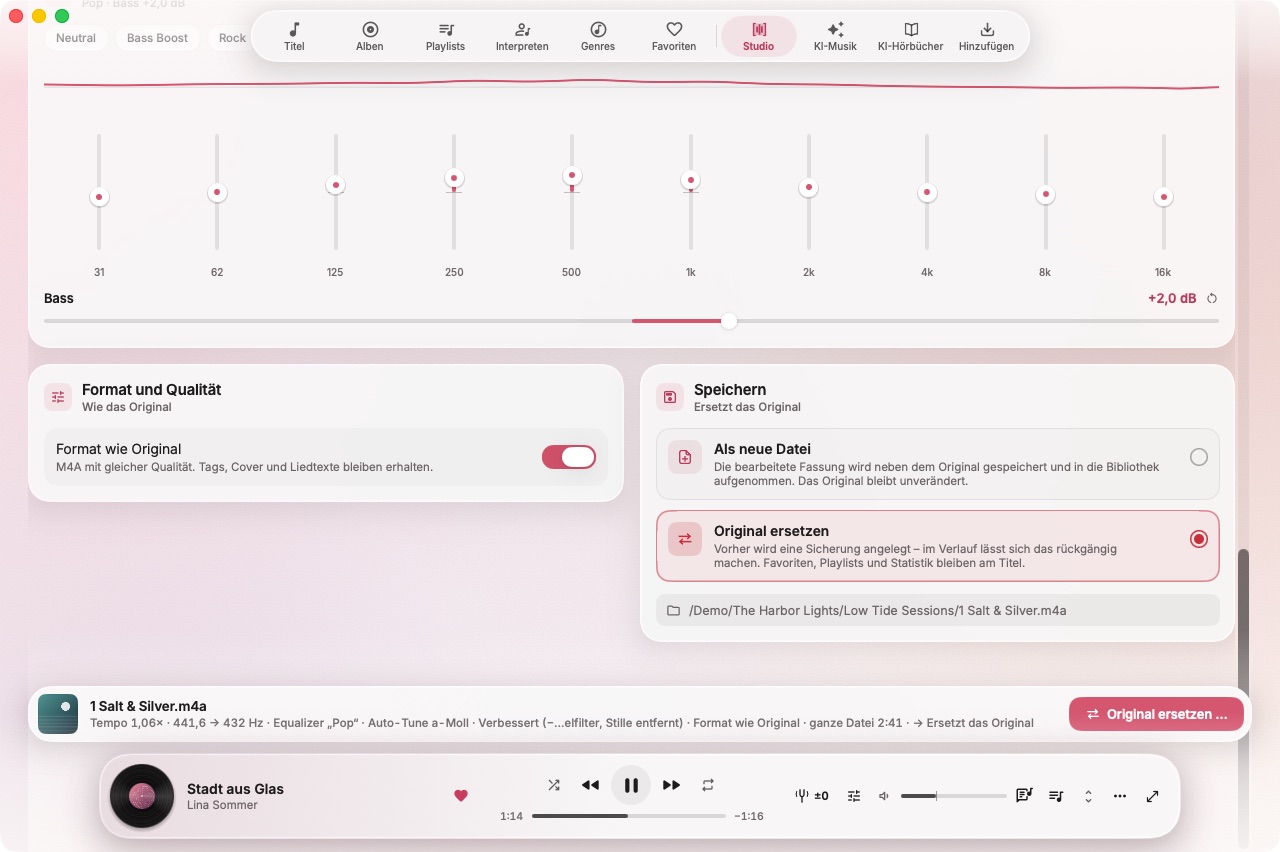 Pop · Bass +2,0 dB
Neutral
Bass Boost
Rock
Titel
Alben
Playlists
Interpreten
Genres
Favoriten
Studio
KI-Musik
KI-Hörbücher
Hinzufügen
31
62
125
250
500
1k
2k
4k
8k
16k
Bass
+2,0 dB
Format und Qualität
Wie das Original
Format wie Original
M4A mit gleicher Qualität. Tags, Cover und Liedtexte bleiben erhalten.
Speichern
Ersetzt das Original
Als neue Datei
Die bearbeitete Fassung wird neben dem Original gespeichert und in die Bibliothek
aufgenommen. Das Original bleibt unverändert.
Original ersetzen
Vorher wird eine Sicherung angelegt – im Verlauf lässt sich das rückgängig
machen. Favoriten, Playlists und Statistik bleiben am Titel.
/Demo/The Harbor Lights/Low Tide Sessions/1 Salt & Silver.m4a
1 Salt & Silver.m4a
Tempo 1,06× · 441,6 → 432 Hz · Equalizer „Pop“ · Auto-Tune a-Moll · Verbessert (–...elfilter, Stille entfernt) · Format wie Original · ganze Datei 2:41 · → Ersetzt das Original
Original ersetzen ...
Stadt aus Glas
Lina Sommer
1:14
−1:16
±0